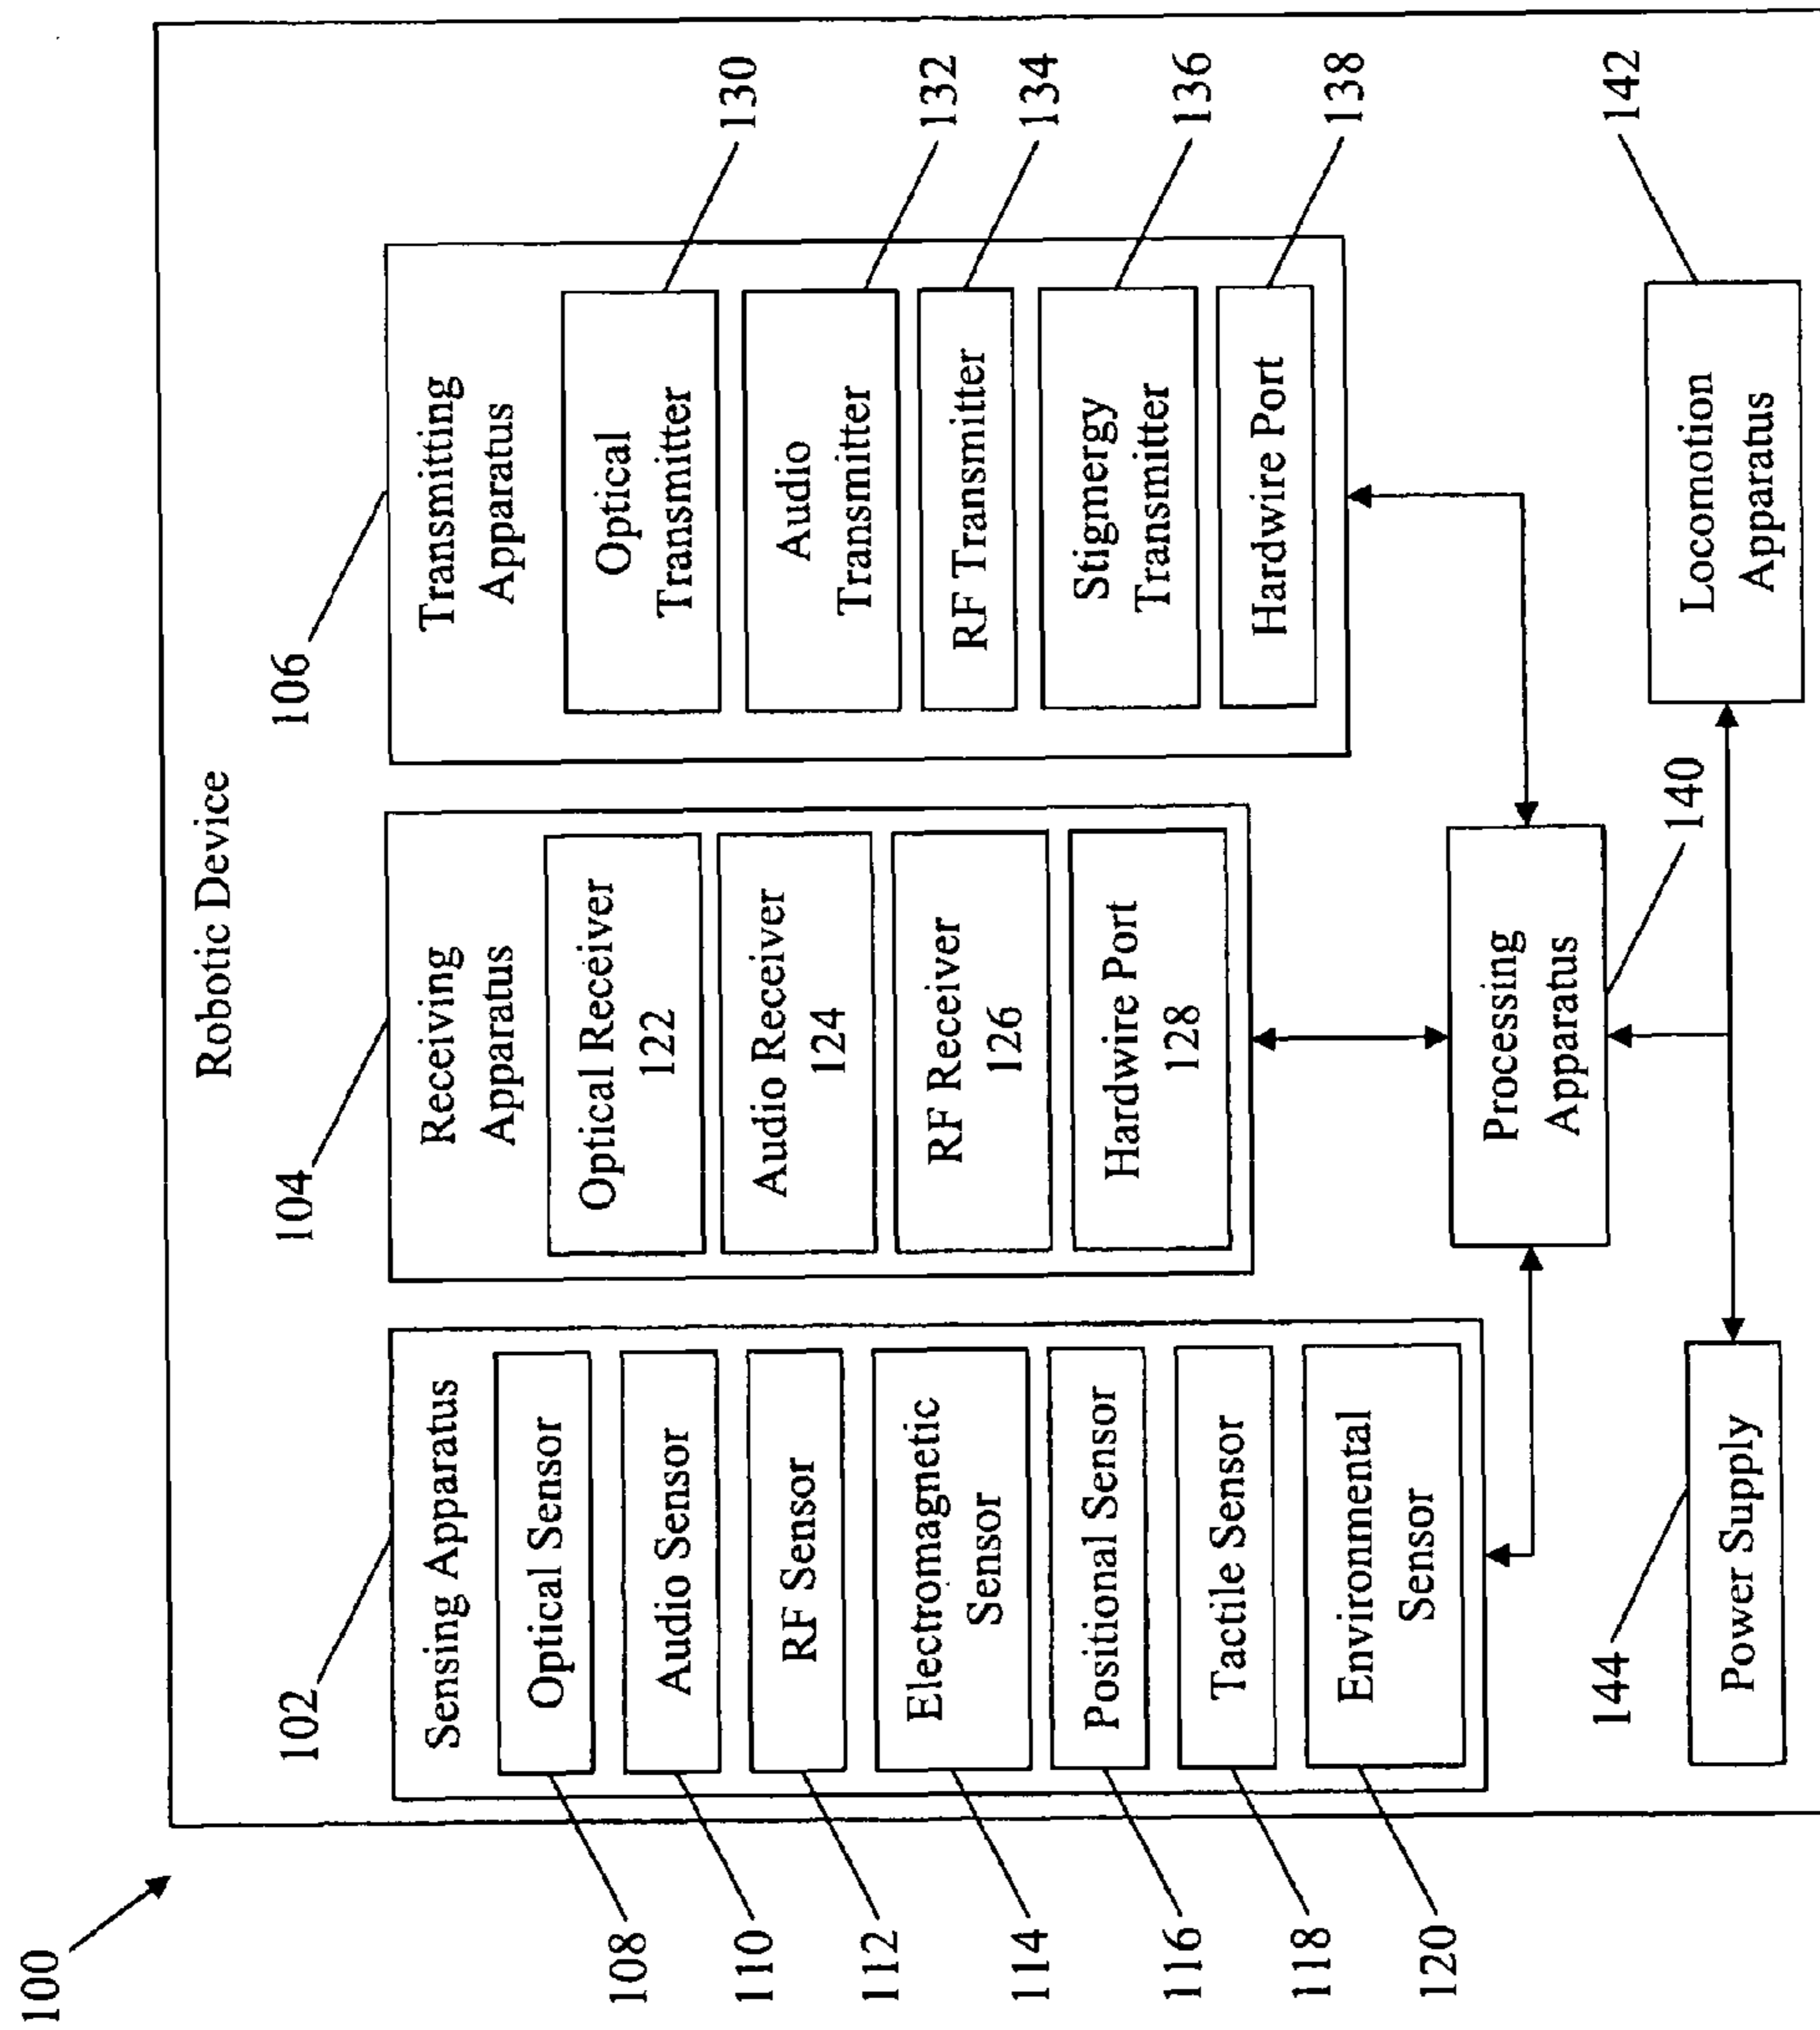 100
Robotic Device
102
Sensing Apparatus
Optical Sensor
108
Audio Sensor
110
RF Sensor
112
Electromagnetic
Sensor
114
Positional Sensor
116
Tactile Sensor
118
Environmental
Sensor
120
104
Receiving
Apparatus
Optical Receiver
122
Audio Receiver
124
RF Receiver
126
Hardwire Port
128
106
Transmitting
Apparatus
Optical
Transmitter
130
Audio
Transmitter
132
RF Transmitter
134
Stigmergy
Transmitter
136
Hardwire Port
138
Processing
Apparatus
140
144
Power Supply
Locomotion
Apparatus
142